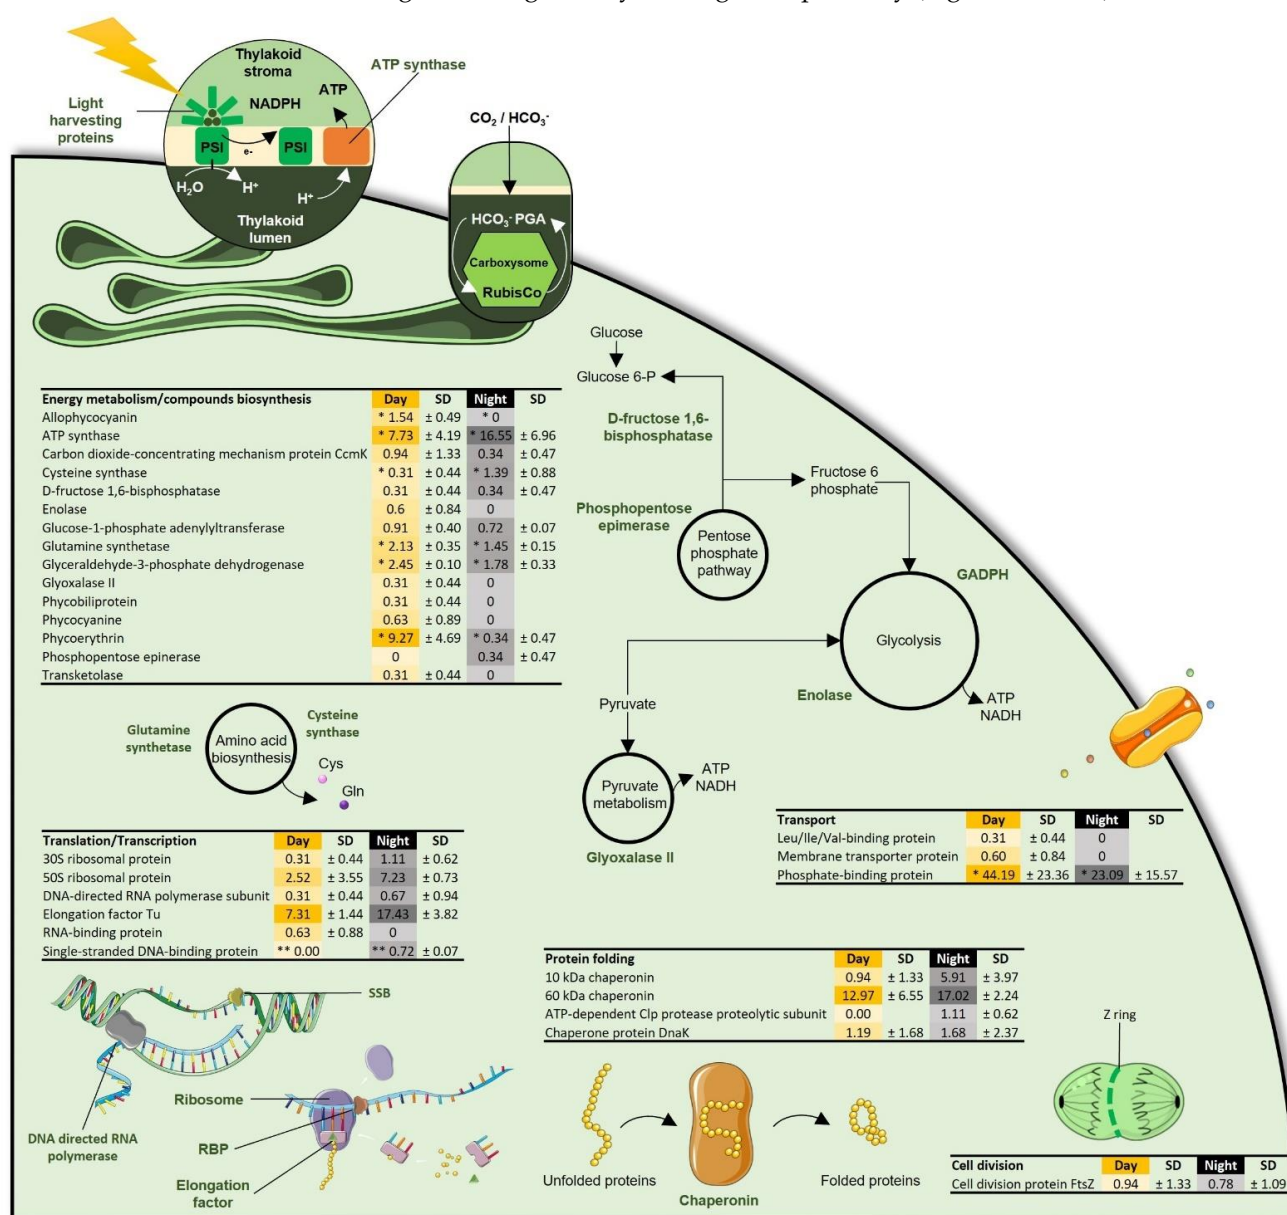 Thylakoid
stroma
ATP synthase
ATP
NADPH
Light
harvesting
proteins
PSI
e-
PSI
H2O
H+
H+
Thylakoid
lumen
CO2 / HCO3-
HCO3- PGA
Carboxysome
RubisCo
Glucose
Glucose 6-P
D-fructose 1,6-
bisphosphatase
Fructose 6
phosphate
Phosphopentose
epimerase
Pentose
phosphate
pathway
GADPH
Glycolysis
Enolase
ATP
NADH
Pyruvate
Pyruvate
metabolism
ATP
NADH
Glyoxalase II
Energy metabolism/compounds biosynthesis Day SD Night SD
Allophycocyanin * 1.54 ± 0.49 * 0
ATP synthase * 7.73 ± 4.19 * 16.55 ± 6.96
Carbon dioxide-concentrating mechanism protein CcmK 0.94 ± 1.33 0.34 ± 0.47
Cysteine synthase * 0.31 ± 0.44 * 1.39 ± 0.88
D-fructose 1,6-bisphosphatase 0.31 ± 0.44 0.34 ± 0.47
Enolase 0.6 ± 0.84 0
Glucose-1-phosphate adenylyltransferase 0.91 ± 0.40 0.72 ± 0.07
Glutamine synthetase * 2.13 ± 0.35 * 1.45 ± 0.15
Glyceraldehyde-3-phosphate dehydrogenase * 2.45 ± 0.10 * 1.78 ± 0.33
Glyoxalase II 0.31 ± 0.44 0
Phycobiliprotein 0.31 ± 0.44 0
Phycocyanine 0.63 ± 0.89 0
Phycoerythrin * 9.27 ± 4.69 * 0.34 ± 0.47
Phosphopentose epinerase 0 0.34 ± 0.47
Transketolase 0.31 ± 0.44 0
Glutamine
synthetase
Amino acid
biosynthesis
Cysteine
synthase
Cys
Gln
Translation/Transcription Day SD Night SD
30S ribosomal protein 0.31 ± 0.44 1.11 ± 0.62
50S ribosomal protein 2.52 ± 3.55 7.23 ± 0.73
DNA-directed RNA polymerase subunit 0.31 ± 0.44 0.67 ± 0.94
Elongation factor Tu 7.31 ± 1.44 17.43 ± 3.82
RNA-binding protein 0.63 ± 0.88 0
Single-stranded DNA-binding protein ** 0.00 ** 0.72 ± 0.07
Transport Day SD Night SD
Leu/Ile/Val-binding protein 0.31 ± 0.44 0
Membrane transporter protein 0.60 ± 0.84 0
Phosphate-binding protein * 44.19 ± 23.36 * 23.09 ± 15.57
Protein folding Day SD Night SD
10 kDa chaperonin 0.94 ± 1.33 5.91 ± 3.97
60 kDa chaperonin 12.97 ± 6.55 17.02 ± 2.24
ATP-dependent Clp protease proteolytic subunit 0.00 1.11 ± 0.62
Chaperone protein DnaK 1.19 ± 1.68 1.68 ± 2.37
SSB
DNA directed RNA
polymerase
Ribosome
RBP
Elongation
factor
Unfolded proteins
Chaperonin
Folded proteins
Z ring
Cell division Day SD Night SD
Cell division protein FtsZ 0.94 ± 1.33 0.78 ± 1.09